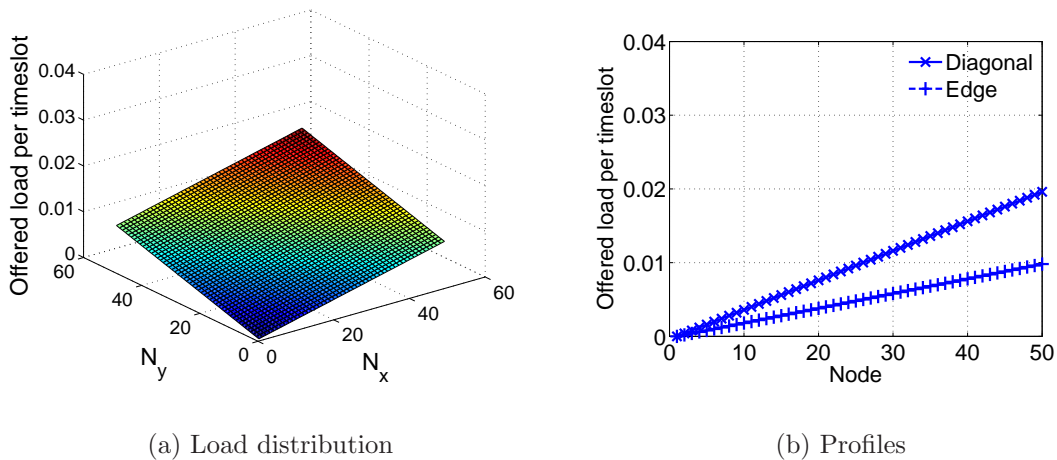 Offered load per timeslot
0.04
0.03
0.02
0.01
0
60
40
20
0
N_y
0
20
40
60
N_x
(a) Load distribution
Offered load per timeslot
0.04
0.03
0.02
0.01
0
0 10 20 30 40 50
Node
Diagonal
Edge
(b) Profiles